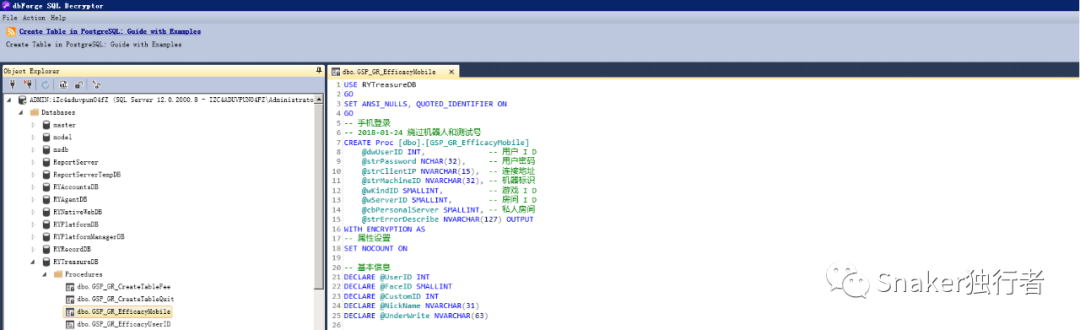 dbForge SQL Decryptor
File Action Help
Create Table in PostgreSQL: Guide with Examples
Create Table in PostgreSQL: Guide with Examples
Object Explorer
ADMIN:iZc4aduvpun04fZ (SQL Server 12.0.2000.8 - IZC4ADUVPUN04FZ\Administrato
Databases
master
model
msdb
ReportServer
ReportServerTempDB
RYAccountsDB
RYAgentDB
RYNativeWebDB
RYPlatformDB
RYPlatformManagerDB
RYRecordDB
RYTreasureDB
Procedures
dbo.GSP_GR_CreateTableFee
dbo.GSP_GR_CreateTableQuit
dbo.GSP_GR_EfficacyMobile
dbo.GSP_GR_EfficacyUserID
dbo.GSP_GR_EfficacyMobile
1 USE RYTreasureDB
2 GO
3 SET ANSI_NULLS, QUOTED_IDENTIFIER ON
4 GO
5 -- 手机登录
6 -- 2018-01-24 绕过机器人和测试号
7 CREATE Proc [dbo].[GSP_GR_EfficacyMobile]
8 @dwUserID INT, -- 用户 I D
9 @strPassword NCHAR(32), -- 用户密码
10 @strClientIP NVARCHAR(15), -- 连接地址
11 @strMachineID NVARCHAR(32), -- 机器标识
12 @wKindID SMALLINT, -- 游戏 I D
13 @wServerID SMALLINT, -- 房间 I D
14 @cbPersonalServer SMALLINT, -- 私人房间
15 @strErrorDescribe NVARCHAR(127) OUTPUT
16 WITH ENCRYPTION AS
17 -- 属性设置
18 SET NOCOUNT ON
19
20 -- 基本信息
21 DECLARE @UserID INT
22 DECLARE @FaceID SMALLINT
23 DECLARE @CustomID INT
24 DECLARE @NickName NVARCHAR(31)
25 DECLARE @UnderWrite NVARCHAR(63)
26
Snaker独行者